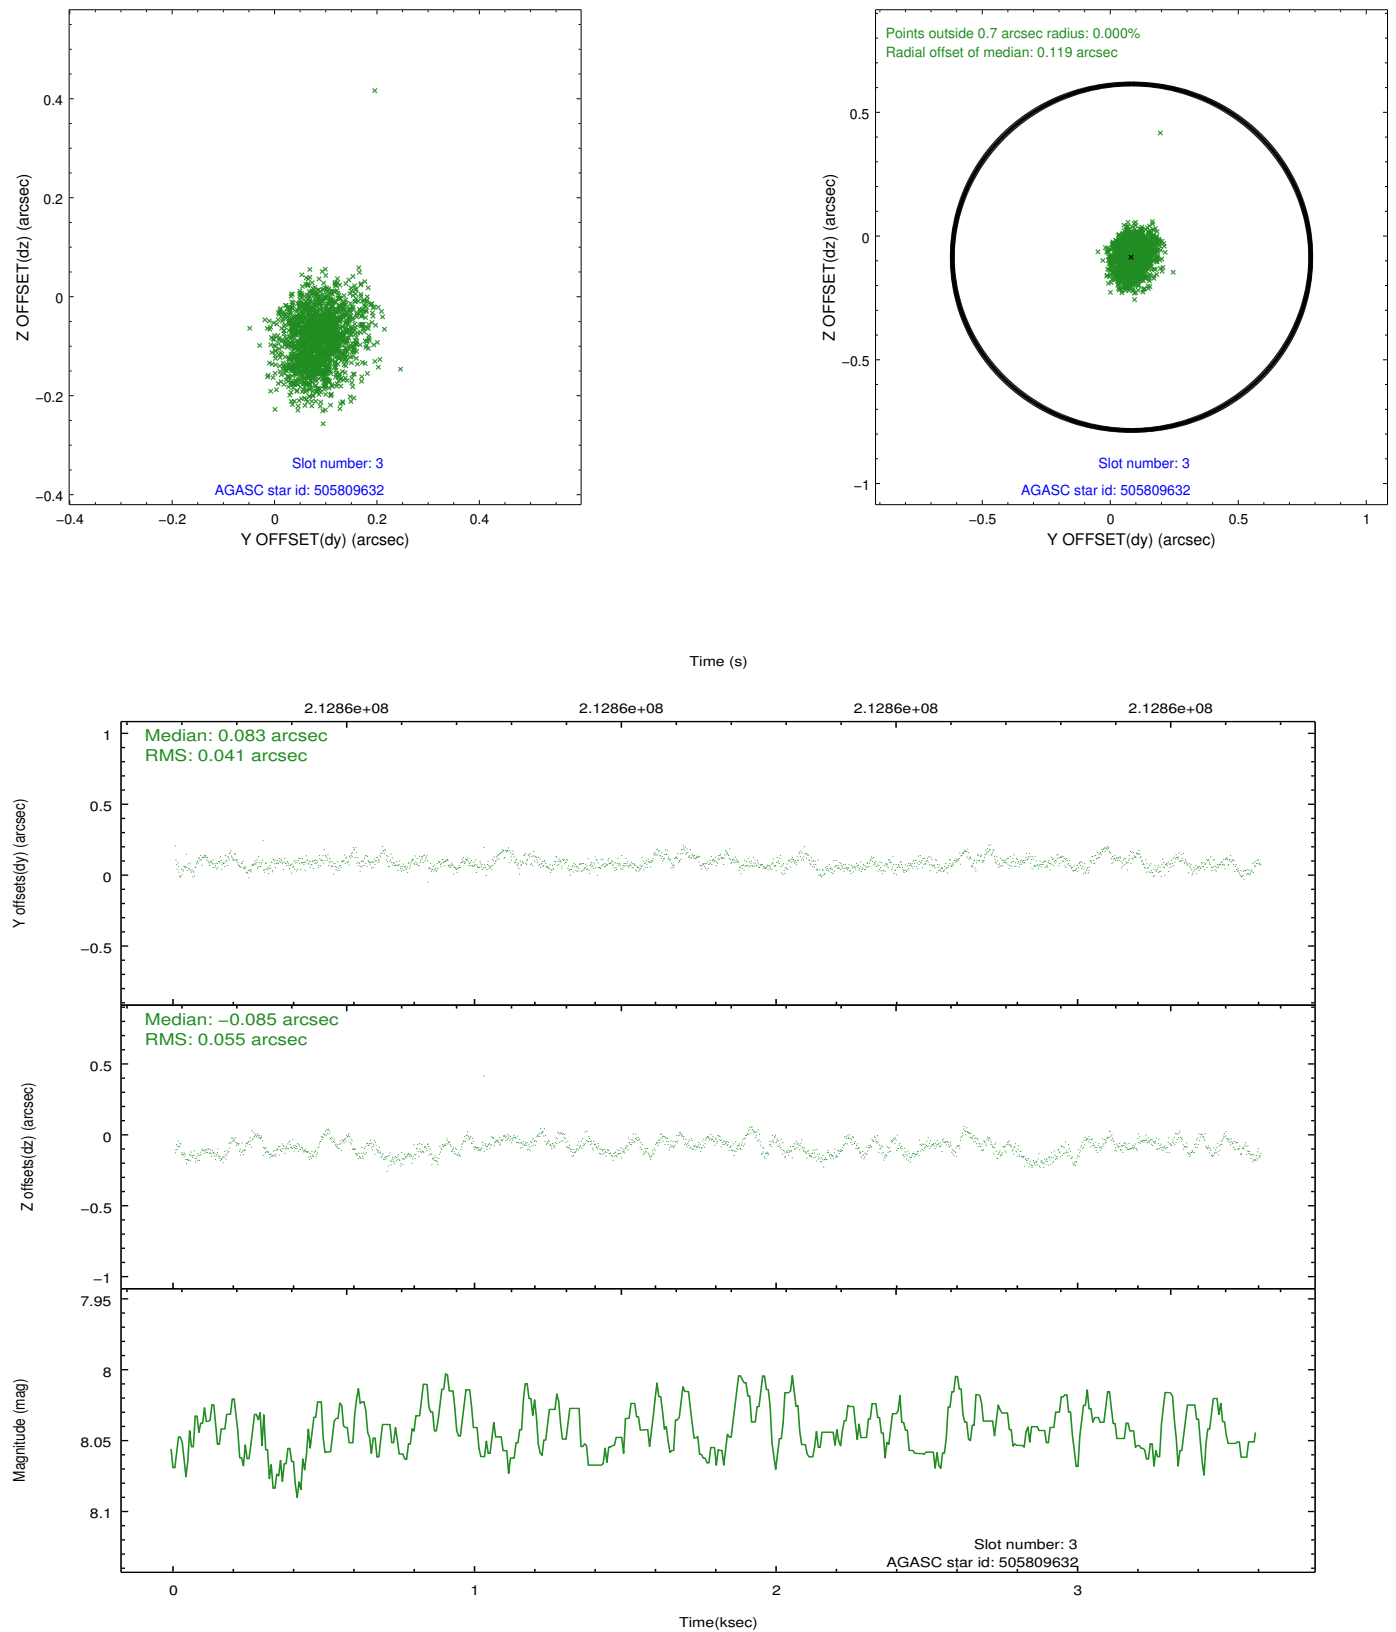 0.4
0.2
0
−0.2
−0.4
−0.4
−0.2
0
0.2
0.4
Z OFFSET(dz) (arcsec)
Y OFFSET(dy) (arcsec)
Slot number: 3
AGASC star id: 505809632
Points outside 0.7 arcsec radius: 0.000%
Radial offset of median: 0.119 arcsec
0.5
0
−0.5
−1
−0.5
0
0.5
1
Z OFFSET(dz) (arcsec)
Y OFFSET(dy) (arcsec)
Slot number: 3
AGASC star id: 505809632
Time (s)
2.1286e+08
2.1286e+08
2.1286e+08
2.1286e+08
Median: 0.083 arcsec
RMS: 0.041 arcsec
1
0.5
0
−0.5
Y offsets(dy) (arcsec)
Median: −0.085 arcsec
RMS: 0.055 arcsec
0.5
0
−0.5
−1
Z offsets(dz) (arcsec)
7.95
8
8.05
8.1
Magnitude (mag)
Slot number: 3
AGASC star id: 505809632
0
1
2
3
Time(ksec)